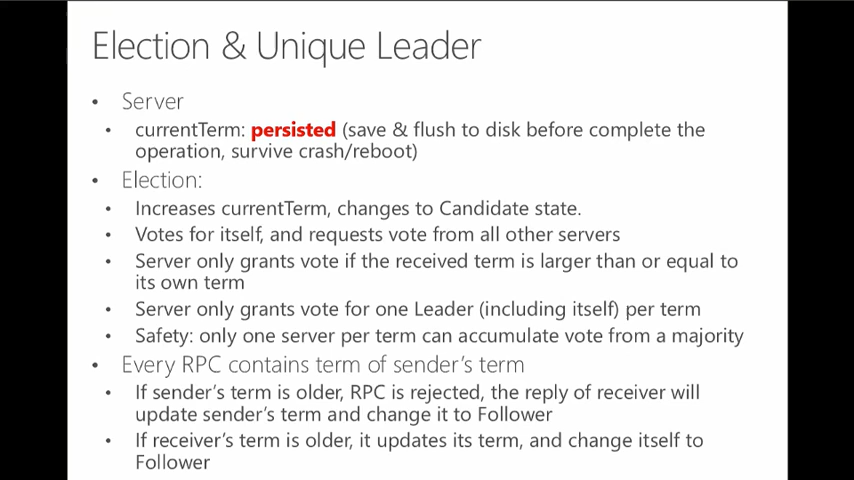 Election & Unique Leader
• Server
• currentTerm: persisted (save & flush to disk before complete the
operation, survive crash/reboot)
• Election:
• Increases currentTerm, changes to Candidate state.
• Votes for itself, and requests vote from all other servers
• Server only grants vote if the received term is larger than or equal to
its own term
• Server only grants vote for one Leader (including itself) per term
• Safety: only one server per term can accumulate vote from a majority
• Every RPC contains term of sender's term
• If sender's term is older, RPC is rejected, the reply of receiver will
update sender's term and change it to Follower
• If receiver's term is older, it updates its term, and change itself to
Follower